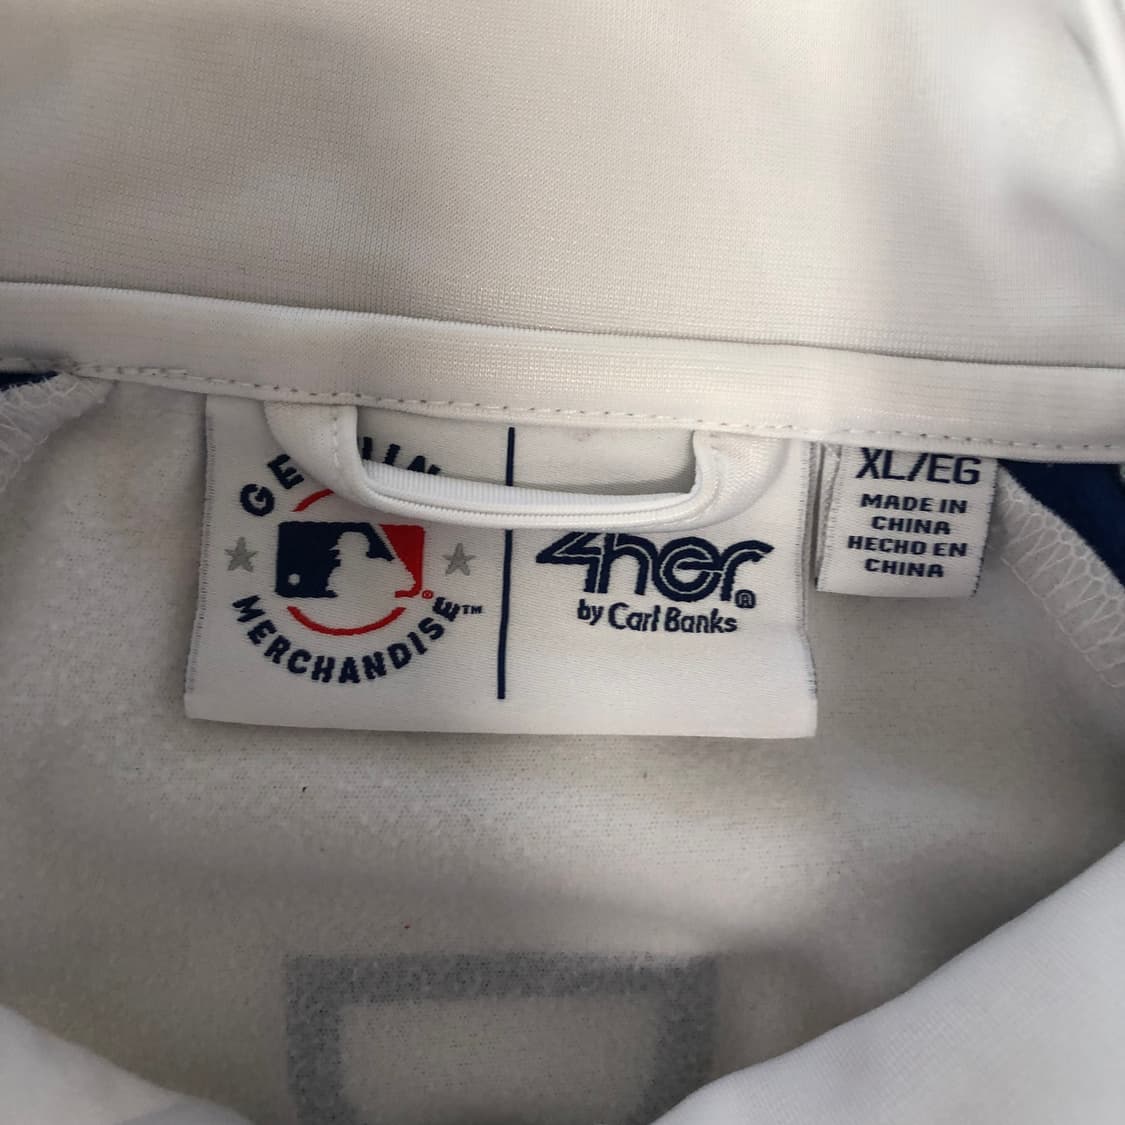 MERCHANDISE™
4her®
by Carl Banks
XL/EG
MADE IN
CHINA
HECHO EN
CHINA